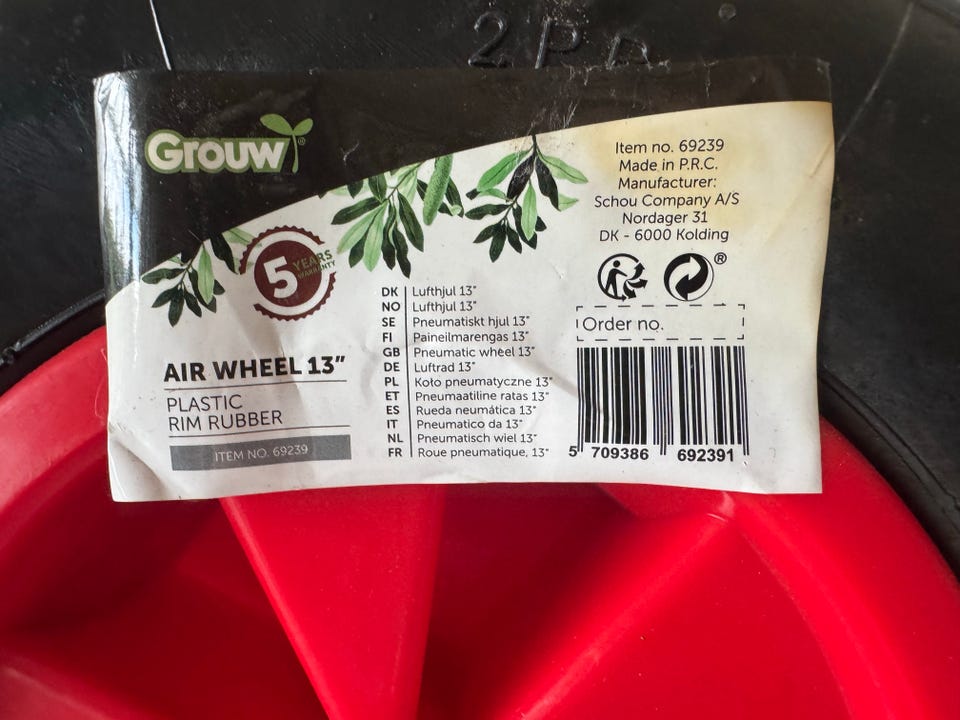 2PR
Grouw®
5 YEARS
WARRANTY
AIR WHEEL 13”
PLASTIC
RIM RUBBER
ITEM NO. 69239
DK Lufthjul 13"
NO Lufthjul 13"
SE Pneumatiskt hjul 13"
FI Paineilmarengas 13"
GB Pneumatic wheel 13"
DE Luftrad 13"
PL Koto pneumatyczne 13"
ET Pneumaatiline ratas 13"
ES Rueda neumática 13"
IT Pneumatico da 13"
NL Pneumatisch wiel 13"
FR Roue pneumatique, 13"
Item no. 69239
Made in P.R.C.
Manufacturer:
Schou Company A/S
Nordager 31
DK - 6000 Kolding
®
Order no.
5 709386 692391